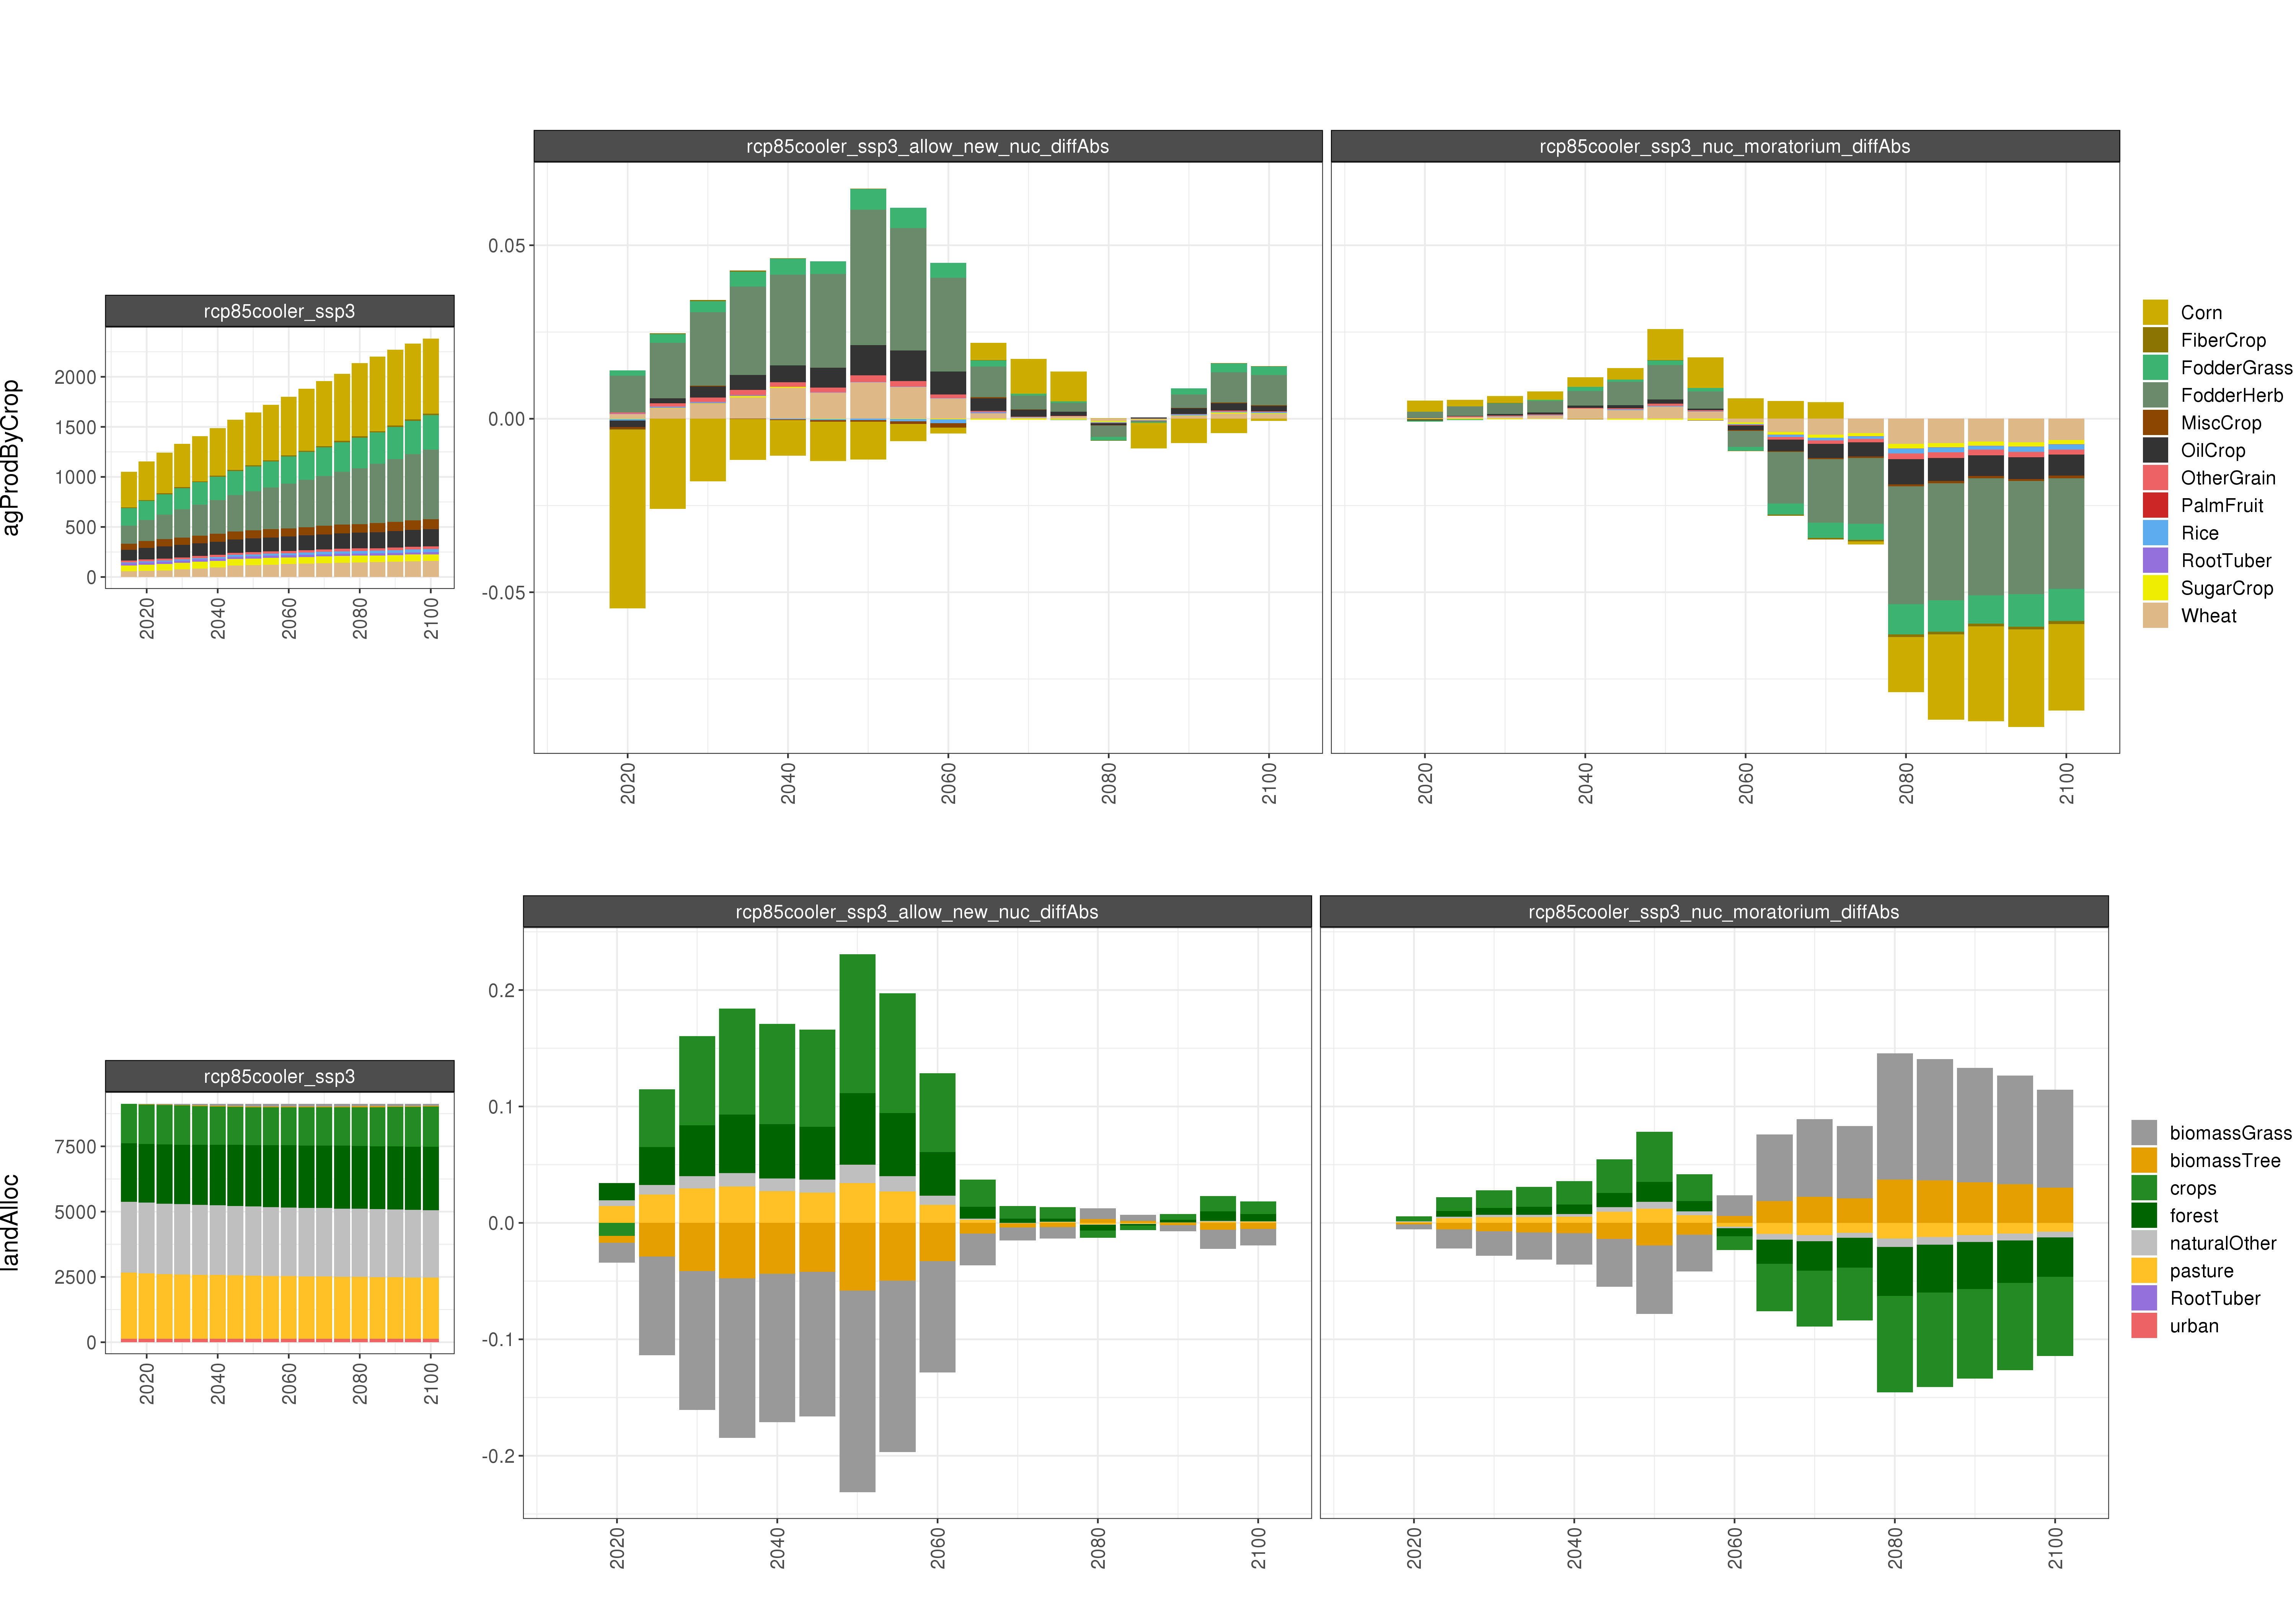 rcp85cooler_ssp3_allow_new_nuc_diffAbs
rcp85cooler_ssp3_nuc_moratorium_diffAbs
rcp85cooler_ssp3
agProdByCrop
2000
1500
1000
500
0
2020
2040
2060
2080
2100
0.05
0.00
-0.05
2020
2040
2060
2080
2100
2020
2040
2060
2080
2100
Corn
FiberCrop
FodderGrass
FodderHerb
MiscCrop
OilCrop
OtherGrain
PalmFruit
Rice
RootTuber
SugarCrop
Wheat
rcp85cooler_ssp3_allow_new_nuc_diffAbs
rcp85cooler_ssp3_nuc_moratorium_diffAbs
rcp85cooler_ssp3
landAlloc
7500
5000
2500
0
2020
2040
2060
2080
2100
0.2
0.1
0.0
-0.1
-0.2
2020
2040
2060
2080
2100
2020
2040
2060
2080
2100
biomassGrass
biomassTree
crops
forest
naturalOther
pasture
RootTuber
urban